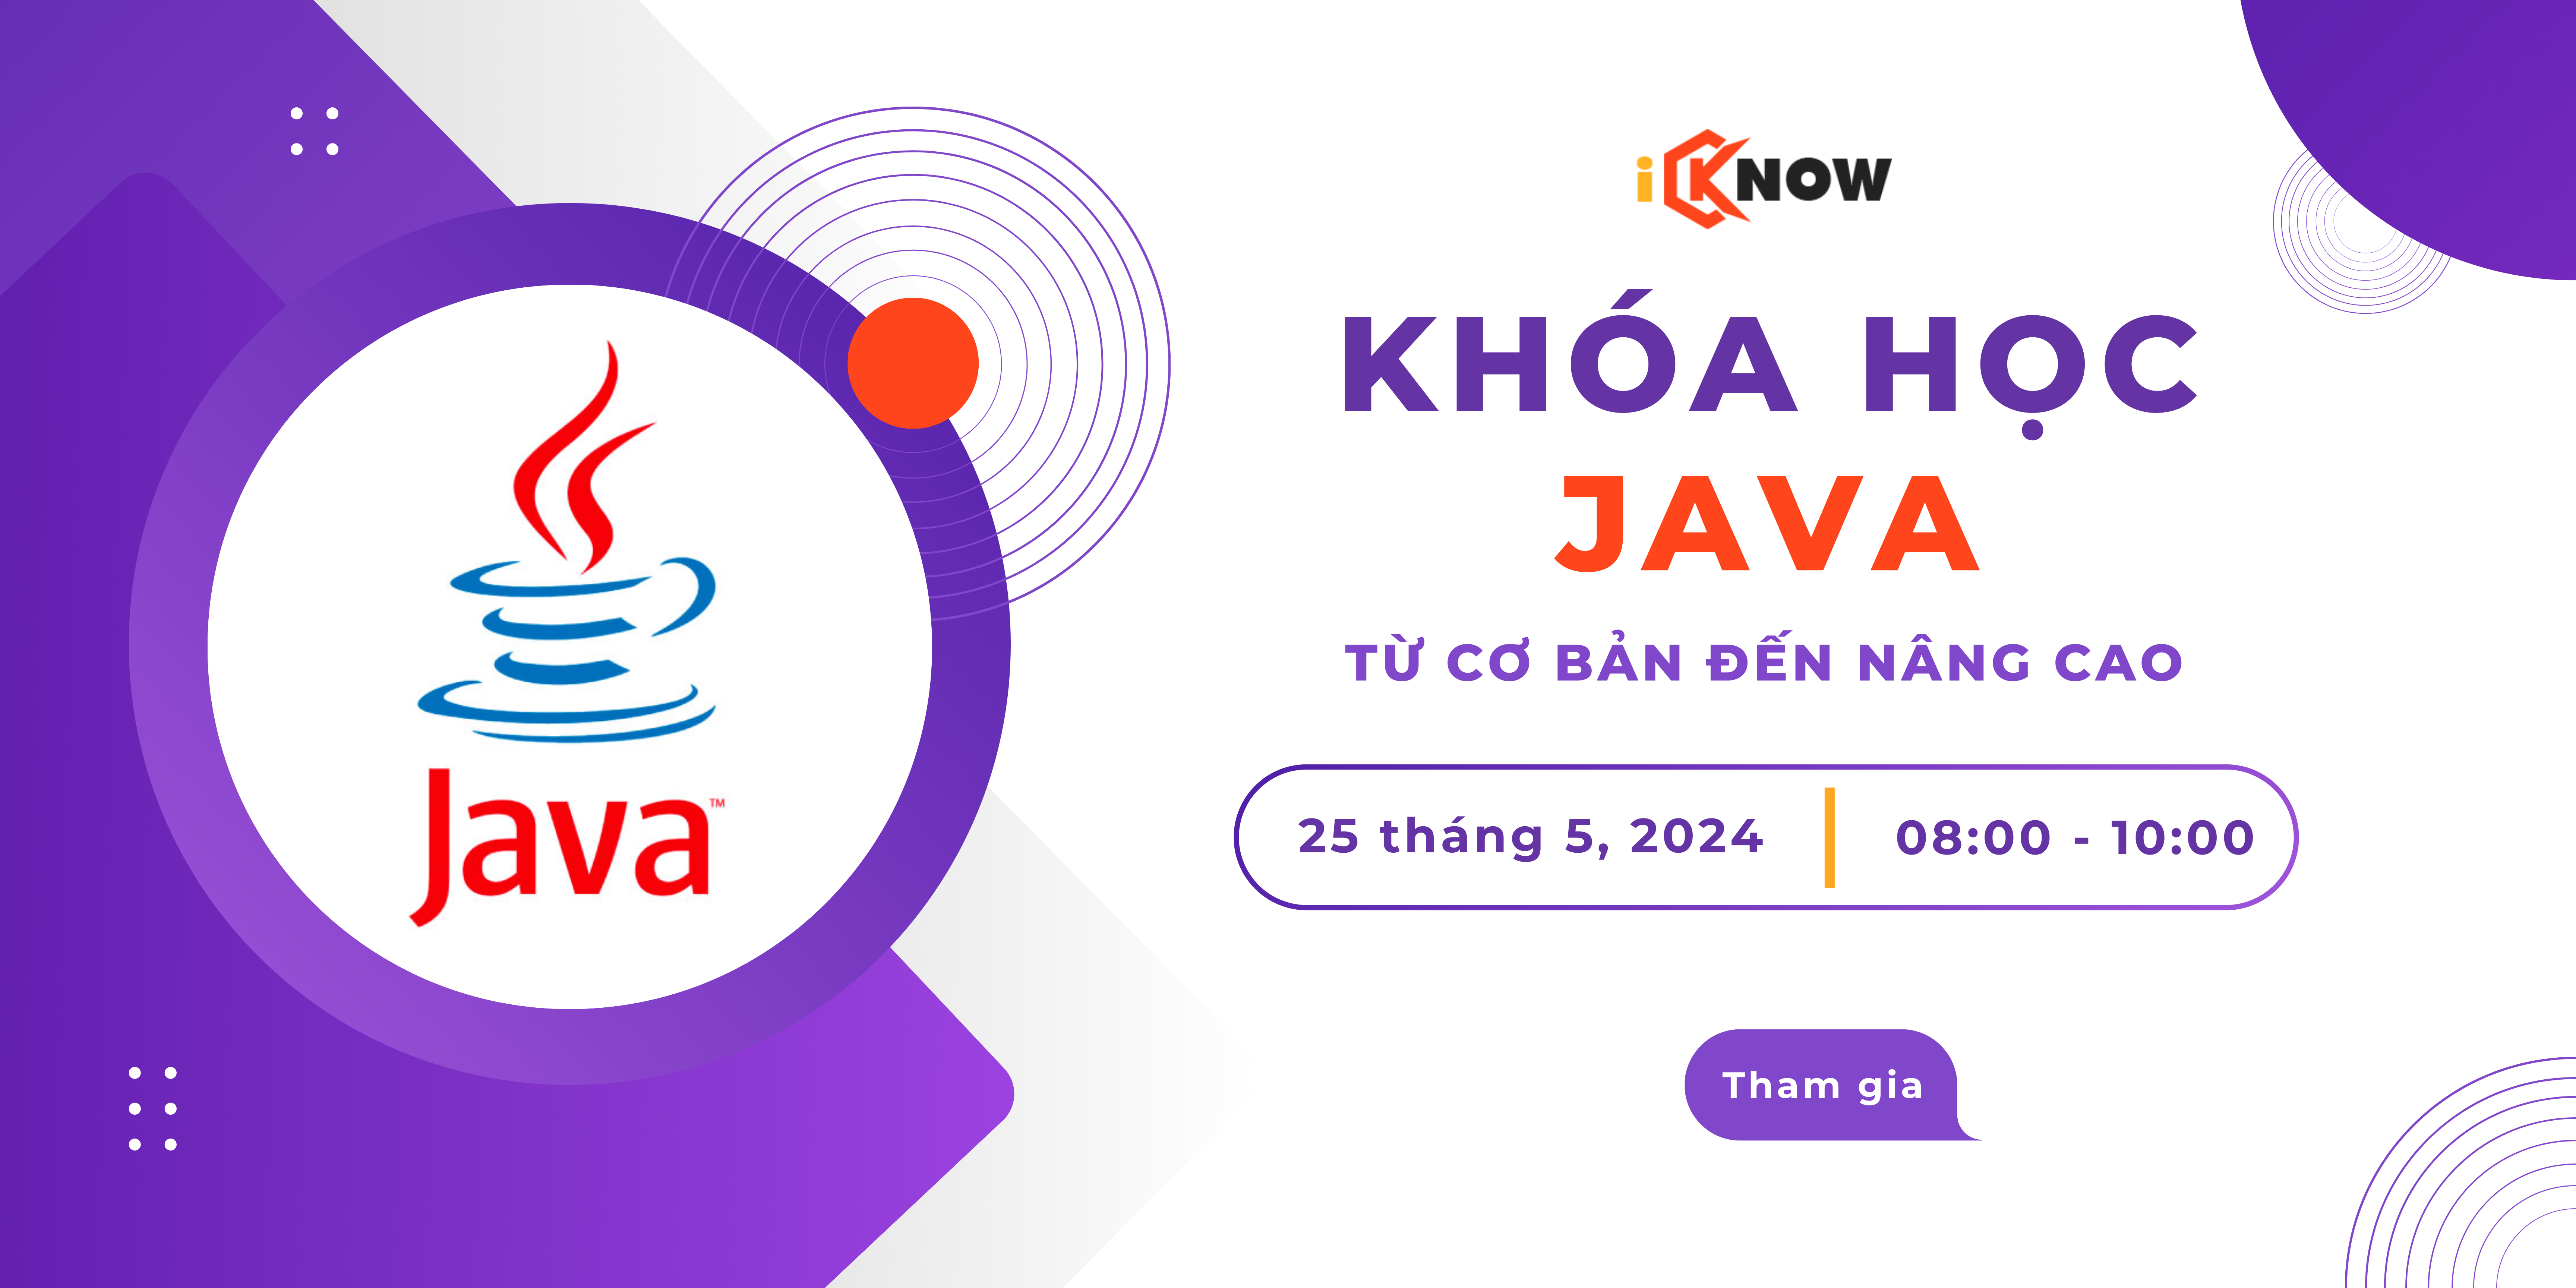 iKNOW
KHÓA HỌC
JAVA
TỪ CƠ BẢN ĐẾN NÂNG CAO
25 tháng 5, 2024 | 08:00 - 10:00
Tham gia
Java™